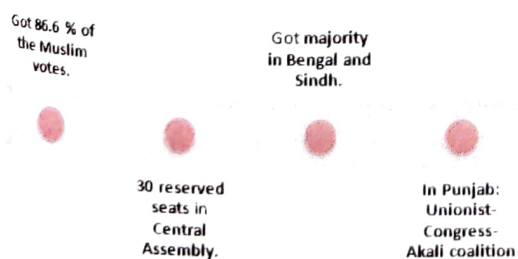 Got 86.6 % of
the Muslim
votes.
30 reserved
seats in
Central
Assembly.
Got majority
in Bengal and
Sindh.
In Punjab:
Unionist-
Congress-
Akali coalition